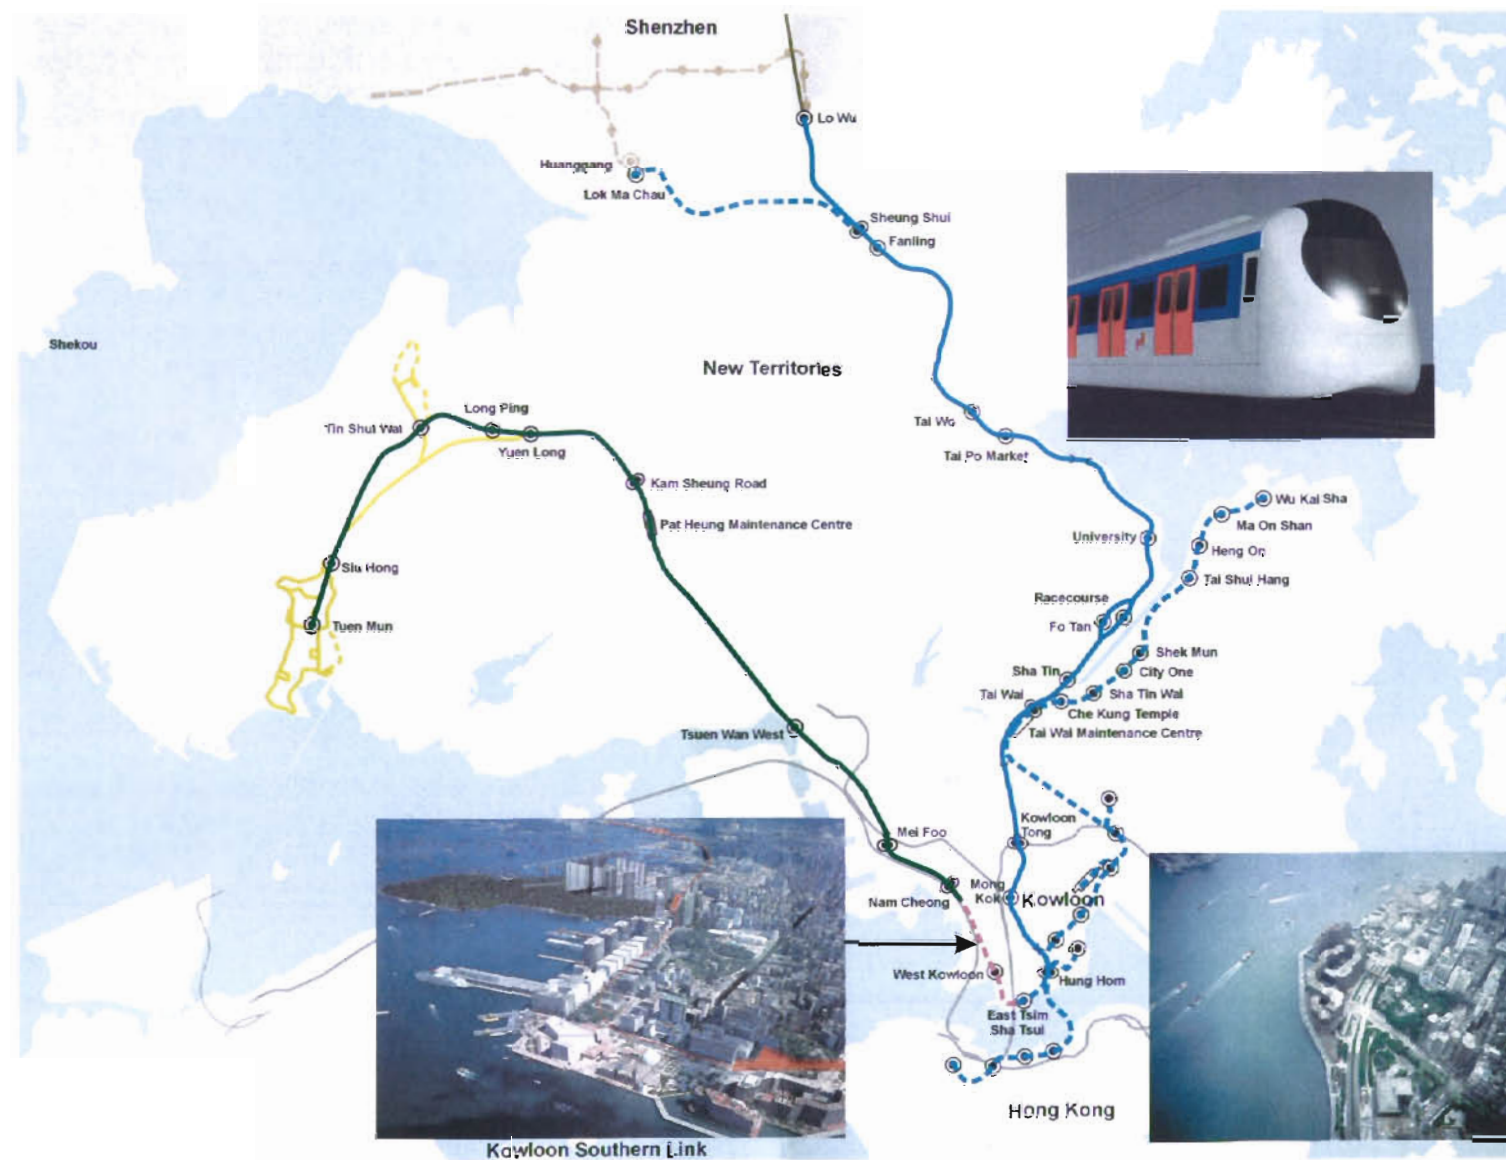 Shenzhen
Lo Wu
Huanggang
Lok Ma Chau
Sheung Shui
Fanling
Shekou
New Territories
Long Ping
Tin Shui Wai
Yuen Long
Tai Wo
Tai Po Market
Kam Sheung Road
Pat Heung Maintenance Centre
Wu Kai Sha
Ma On Shan
University
Heng On
Siu Hong
Tai Shui Hang
Racecourse
Fo Tan
Tuen Mun
Shek Mun
City One
Sha Tin
Sha Tin Wai
Tai Wai
Che Kung Temple
Tai Wai Maintenance Centre
Tsuen Wan West
Kowloon
Tong
Mei Foo
Mong
Kok
Kowloon
Nam Cheong
West Kowloon
Hung Hom
East Tsim
Sha Tsui
Hong Kong
Kowloon Southern Link